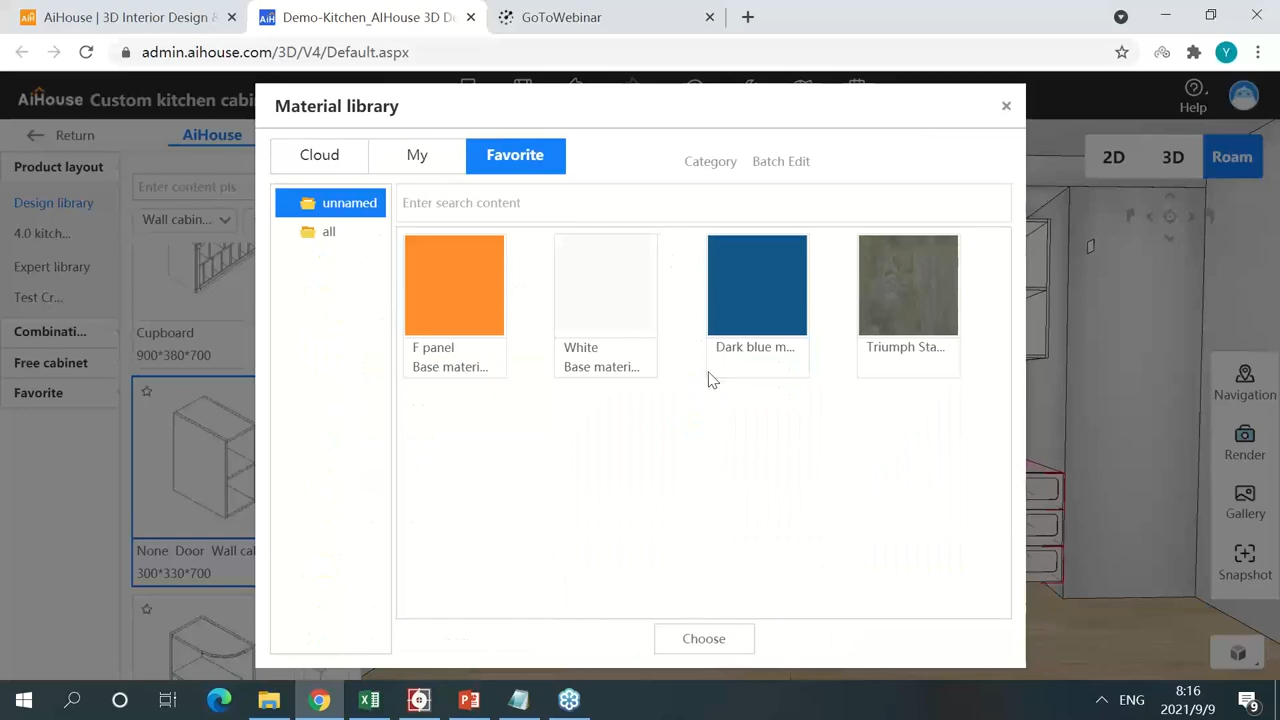 AiHouse | 3D Interior Design &
Demo-Kitchen_AIHouse 3D De
GoToWebinar
admin.aihouse.com/3D/V4/Default.aspx
Y
AiHouse Custom kitchen cabi
Help
Return
AiHouse
Product layout
Design library
4.0 kitch...
Expert library
Test Cr...
Combinati...
Free cabinet
Favorite
Enter content pls
Wall cabin...
Cupboard
900*380*700
None Door Wall cal
300*330*700
Material library
Cloud
My
Favorite
Category
Batch Edit
unnamed
all
Enter search content
F panel
Base materi...
White
Base materi...
Dark blue m...
Triumph Sta...
Choose
2D
3D
Roam
Navigation
Render
Gallery
Snapshot
ENG
8:16
2021/9/9
9